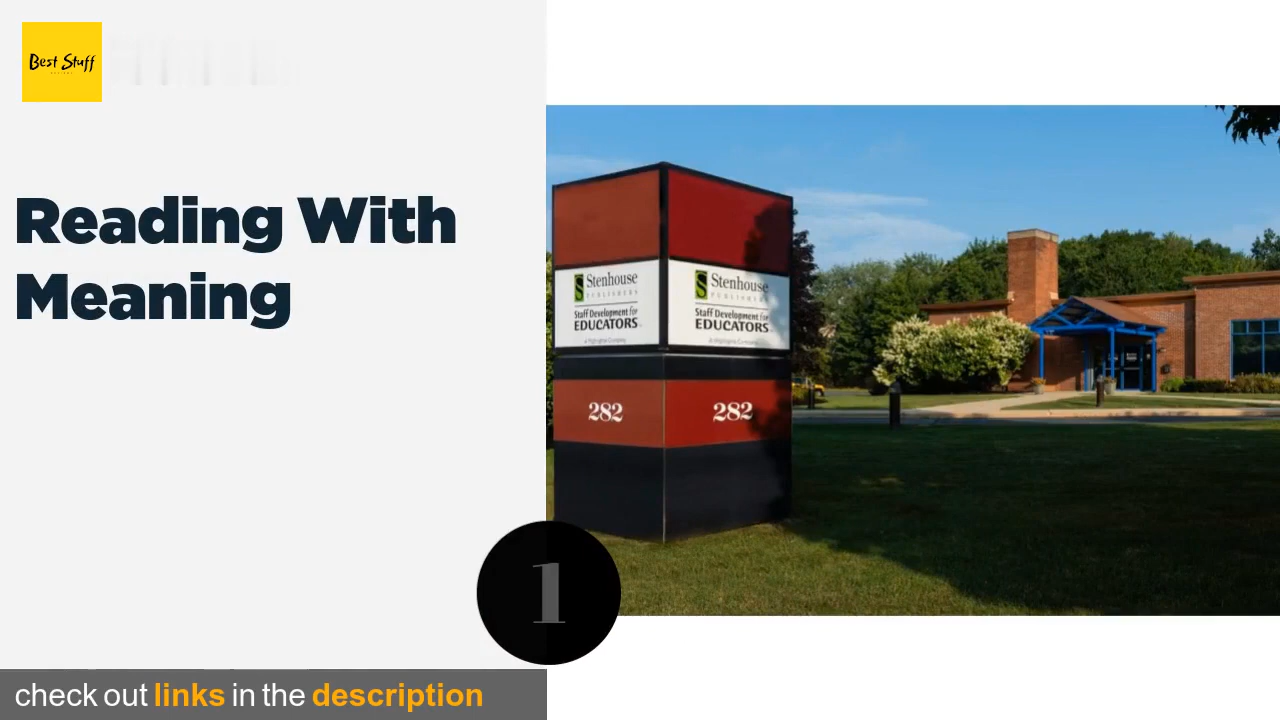 Best Stuff
Reading With
Meaning
Stenhouse
PUBLISHERS
Staff Development for
EDUCATORS
Stenhouse
PUBLISHERS
Staff Development for
EDUCATORS
282
282
1
check out links in the description